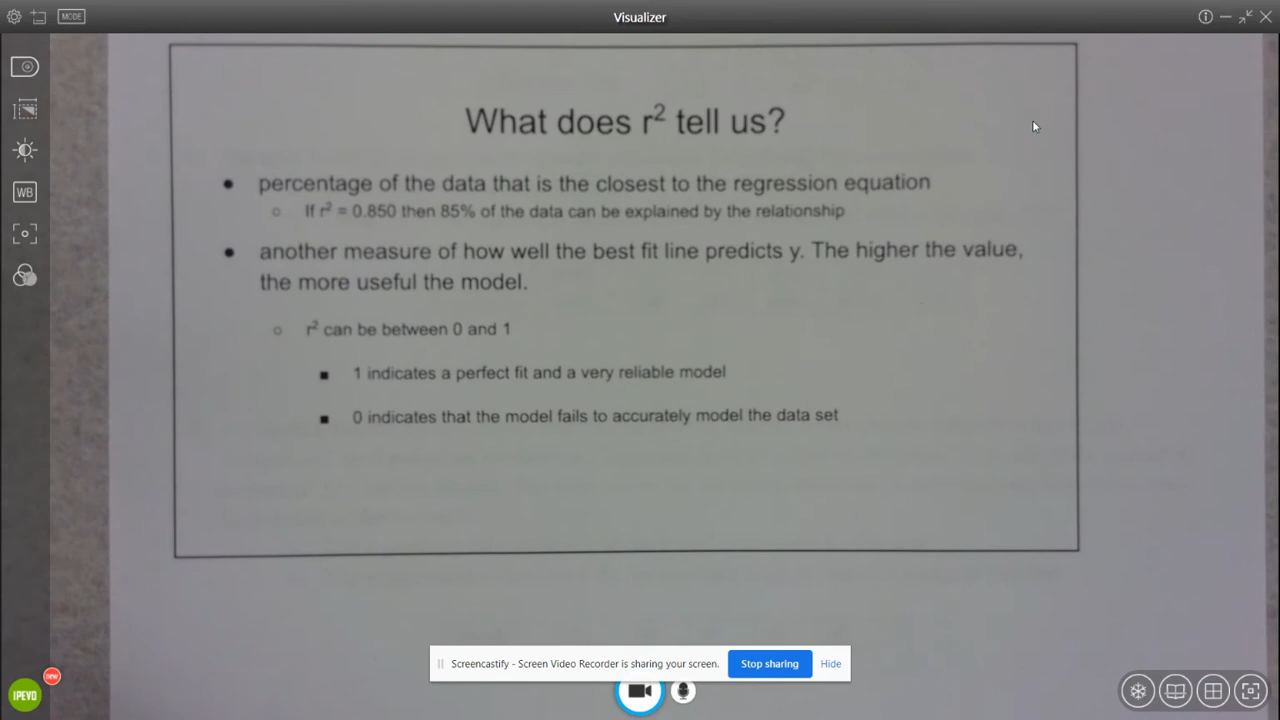 MODE
Visualizer
WB
What does r² tell us?
● percentage of the data that is the closest to the regression equation
○ If r² = 0.850 then 85% of the data can be explained by the relationship
● another measure of how well the best fit line predicts y. The higher the value,
the more useful the model.
○ r² can be between 0 and 1
■ 1 indicates a perfect fit and a very reliable model
■ 0 indicates that the model fails to accurately model the data set
Screencastify - Screen Video Recorder is sharing your screen.
Stop sharing
Hide
new
IPEVO